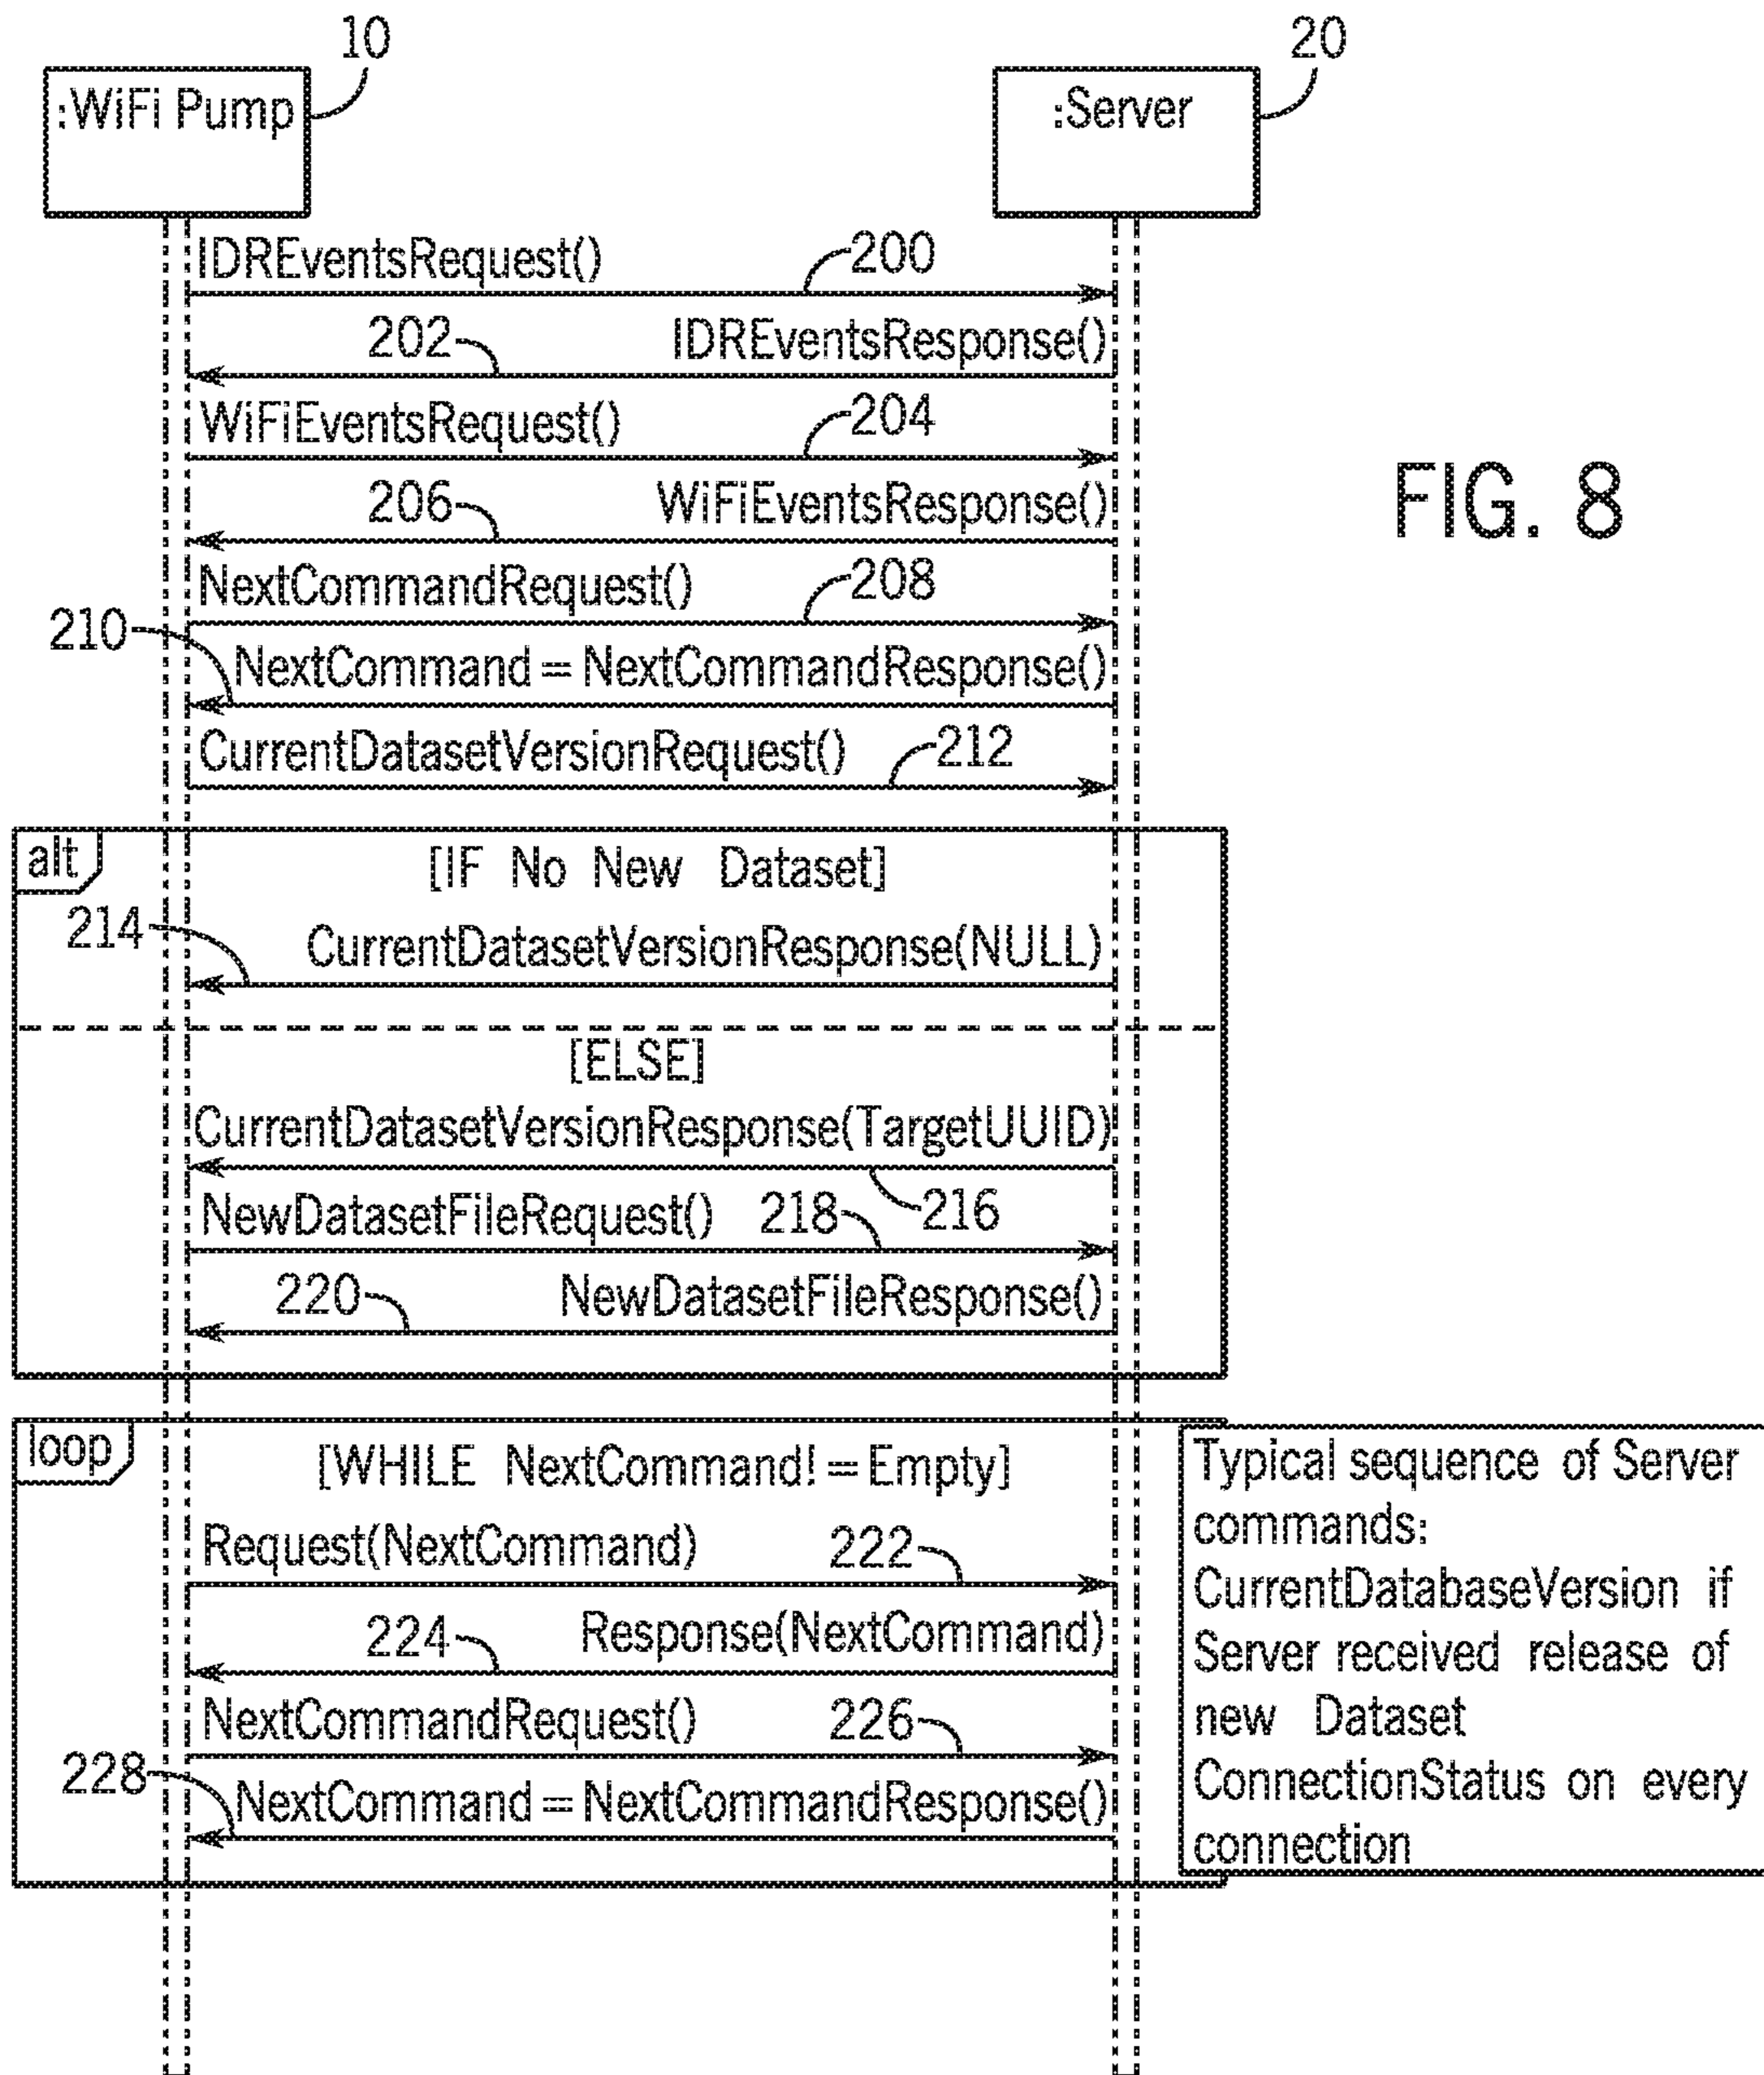 10
20
:WiFi Pump
:Server
IDREventsRequest()
200
202
IDREventsResponse()
WiFiEventsRequest()
204
206
WiFiEventsResponse()
FIG. 8
NextCommandRequest()
208
210
NextCommand = NextCommandResponse()
CurrentDatasetVersionRequest()
212
alt
[IF No New Dataset]
214
CurrentDatasetVersionResponse(NULL)
[ELSE]
CurrentDatasetVersionResponse(TargetUUID)
216
NewDatasetFileRequest()
218
220
NewDatasetFileResponse()
loop
[WHILE NextCommand! = Empty]
Request(NextCommand)
222
224
Response(NextCommand)
NextCommandRequest()
226
228
NextCommand = NextCommandResponse()
Typical sequence of Server
commands:
CurrentDatabaseVersion if
Server received release of
new Dataset
ConnectionStatus on every
connection